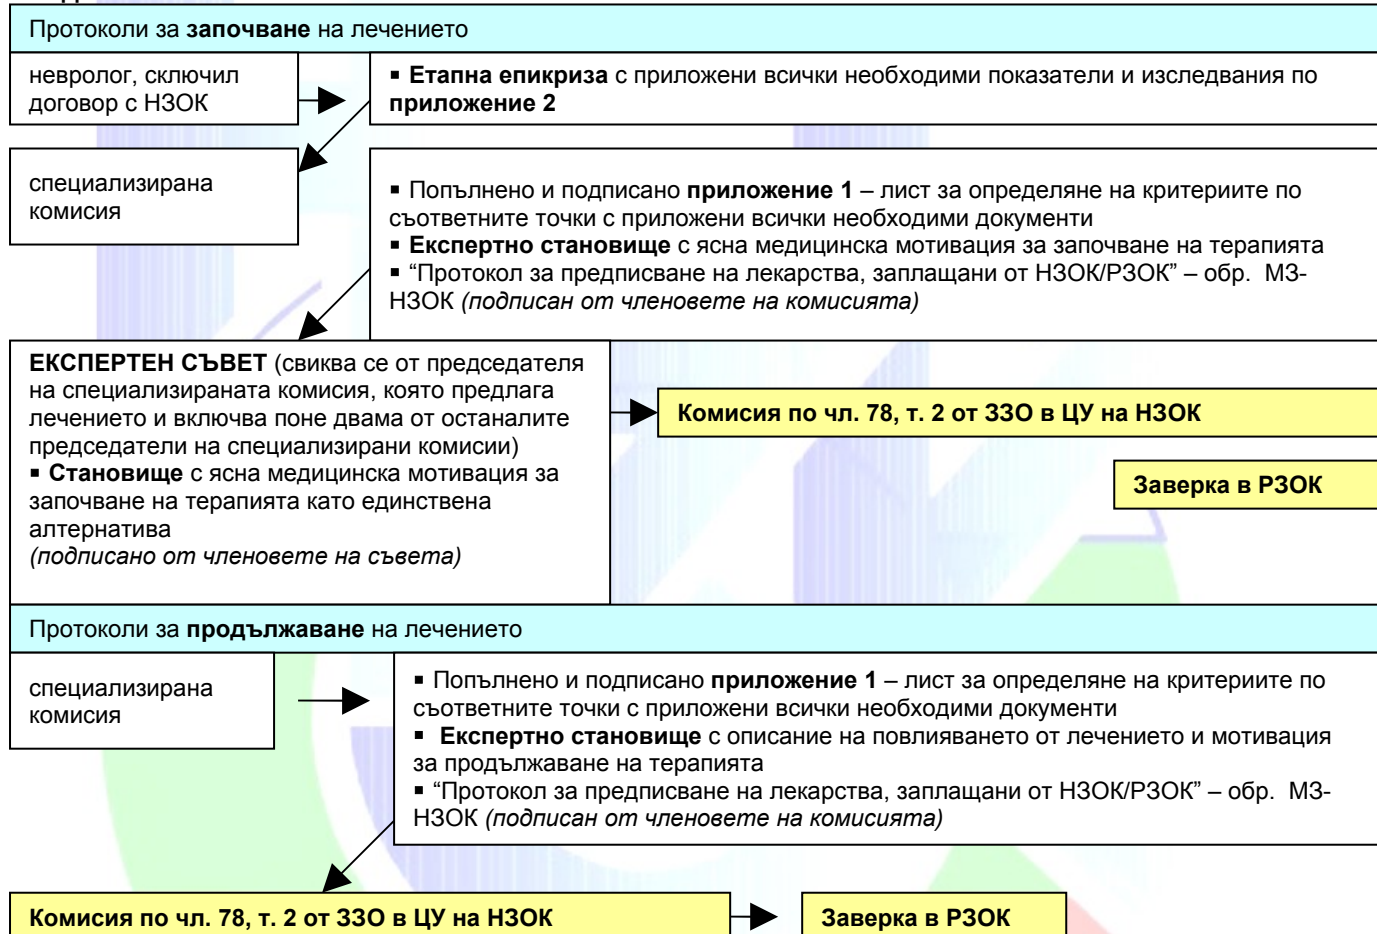 Протоколи за започване на лечението
невролог, сключил
договор с НЗОК
▪ Етапна епикриза с приложени всички необходими показатели и изследвания по
приложение 2
специализирана
комисия
▪ Попълнено и подписано приложение 1 – лист за определяне на критериите по
съответните точки с приложени всички необходими документи
▪ Експертно становище с ясна медицинска мотивация за започване на терапията
▪ “Протокол за предписване на лекарства, заплащани от НЗОК/РЗОК” – обр. МЗ-
НЗОК (подписан от членовете на комисията)
ЕКСПЕРТЕН СЪВЕТ (свиква се от председателя
на специализираната комисия, която предлага
лечението и включва поне двама от останалите
председатели на специализирани комисии)
▪ Становище с ясна медицинска мотивация за
започване на терапията като единствена
алтернатива
(подписано от членовете на съвета)
Комисия по чл. 78, т. 2 от ЗЗО в ЦУ на НЗОК
Заверка в РЗОК
Протоколи за продължаване на лечението
специализирана
комисия
▪ Попълнено и подписано приложение 1 – лист за определяне на критериите по
съответните точки с приложени всички необходими документи
▪ Експертно становище с описание на повлияването от лечението и мотивация
за продължаване на терапията
▪ “Протокол за предписване на лекарства, заплащани от НЗОК/РЗОК” – обр. МЗ-
НЗОК (подписан от членовете на комисията)
Комисия по чл. 78, т. 2 от ЗЗО в ЦУ на НЗОК
Заверка в РЗОК